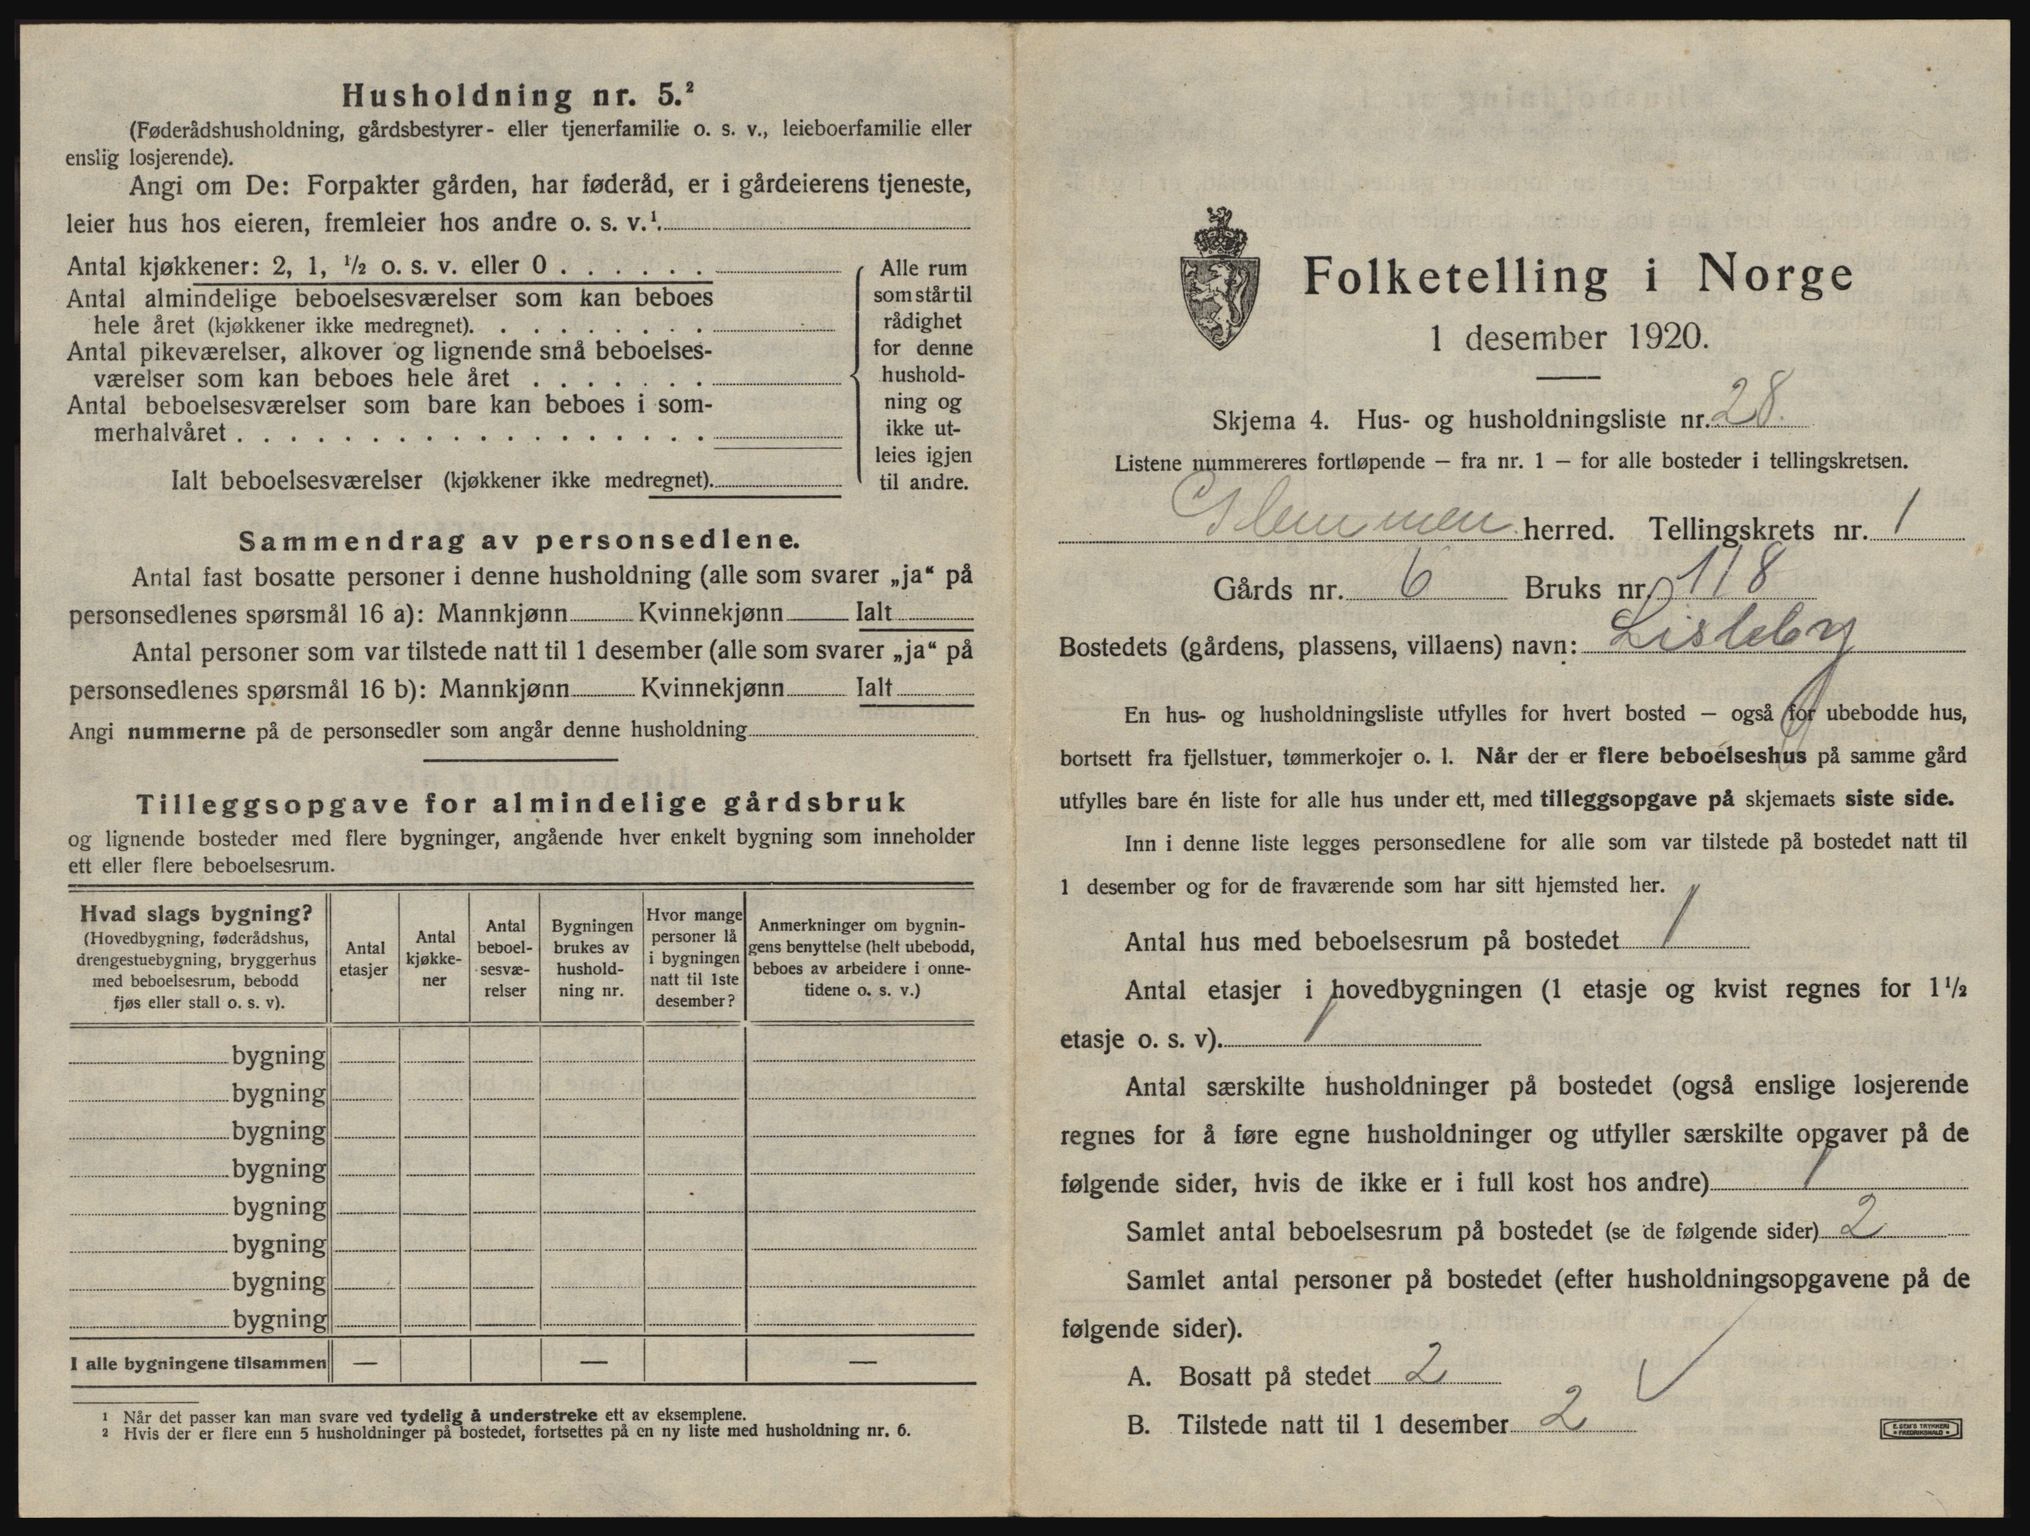 Husholdning nr. 5.²
(Føderådshusholdning, gårdsbestyrer- eller tjenerfamilie o. s. v., leieboerfamilie eller
enslig losjerende).
Angi om De: Forpakter gården, har føderåd, er i gårdeierens tjeneste,
leier hus hos eieren, fremleier hos andre o. s. v.¹.
Antal kjøkkener: 2, 1, ½ o. s. v. eller 0 . . . . . .
Antal almindelige beboelsesværelser som kan beboes
hele året (kjøkkener ikke medregnet). . . . . . . . .
Antal pikeværelser, alkover og lignende små beboelses-
værelser som kan beboes hele året . . . . . . .
Antal beboelsesværelser som bare kan beboes i som-
merhalvåret . . . . . . . . . . . . . . . . . .
Ialt beboelsesværelser (kjøkkener ikke medregnet).
Alle rum
som står til
rådighet
for denne
hushold-
ning og
ikke ut-
leies igjen
til andre.
Sammendrag av personsedlene.
Antal fast bosatte personer i denne husholdning (alle som svarer „ja“ på
personsedlenes spørsmål 16 a): Mannkjønn Kvinnekjønn Ialt
Antal personer som var tilstede natt til 1 desember (alle som svarer „ja“ på
personsedlenes spørsmål 16 b): Mannkjønn Kvinnekjønn Ialt
Angi nummerne på de personsedler som angår denne husholdning
Tilleggsopgave for almindelige gårdsbruk
og lignende bosteder med flere bygninger, angående hver enkelt bygning som inneholder
ett eller flere beboelsesrum.
Hvad slags bygning?
(Hovedbygning, føderådshus,
drengestuebygning, bryggerhus
med beboelsesrum, bebodd
fjøs eller stall o. s. v).
Antal
etasjer
Antal
kjøkke-
ner
Antal
beboel-
sesvæ-
relser
Bygningen
brukes av
hushold-
ning nr.
Hvor mange
personer lå
i bygningen
natt til 1ste
desember?
Anmerkninger om bygnin-
gens benyttelse (helt ubebodd,
beboes av arbeidere i onne-
tidene o. s. v.)
bygning
bygning
bygning
bygning
bygning
bygning
bygning
bygning
I alle bygningene tilsammen — — —
¹ Når det passer kan man svare ved tydelig å understreke ett av eksemplene.
² Hvis der er flere enn 5 husholdninger på bostedet, fortsettes på en ny liste med husholdning nr. 6.
Folketelling i Norge
1 desember 1920.
Skjema 4. Hus- og husholdningsliste nr. 28.
Listene nummereres fortløpende — fra nr. 1 — for alle bosteder i tellingskretsen.
Glemmen herred. Tellingskrets nr. 1
Gårds nr. 6 Bruks nr. 118
Bostedets (gårdens, plassens, villaens) navn: Lisleby
En hus- og husholdningsliste utfylles for hvert bosted — også for ubebodde hus,
bortsett fra fjellstuer, tømmerkojer o. l. Når der er flere beboelseshus på samme gård
utfylles bare én liste for alle hus under ett, med tilleggsopgave på skjemaets siste side.
Inn i denne liste legges personsedlene for alle som var tilstede på bostedet natt til
1 desember og for de fraværende som har sitt hjemsted her.
Antal hus med beboelsesrum på bostedet 1
Antal etasjer i hovedbygningen (1 etasje og kvist regnes for 1½
etasje o. s. v). 1
Antal særskilte husholdninger på bostedet (også enslige losjerende
regnes for å føre egne husholdninger og utfyller særskilte opgaver på de
følgende sider, hvis de ikke er i full kost hos andre) 1
Samlet antal beboelsesrum på bostedet (se de følgende sider) 2
Samlet antal personer på bostedet (efter husholdningsopgavene på de
følgende sider).
A. Bosatt på stedet 2
B. Tilstede natt til 1 desember 2
E. SEM'S TRYKKERI
• FREDRIKSHALD •